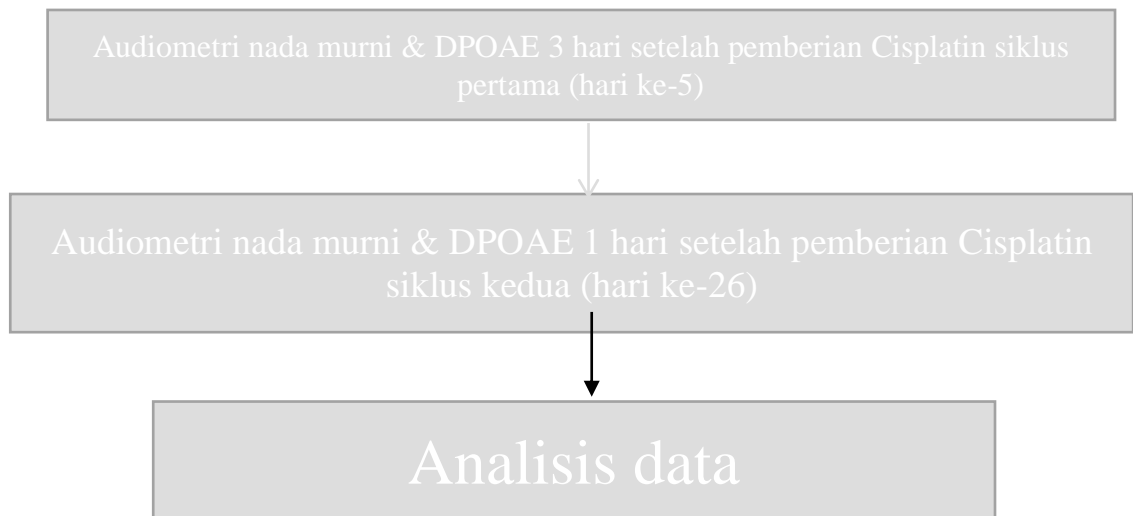 Audiometri nada murni & DPOAE 3 hari setelah pemberian Cisplatin siklus
pertama (hari ke-5)
Audiometri nada murni & DPOAE 1 hari setelah pemberian Cisplatin
siklus kedua (hari ke-26)
Analisis data